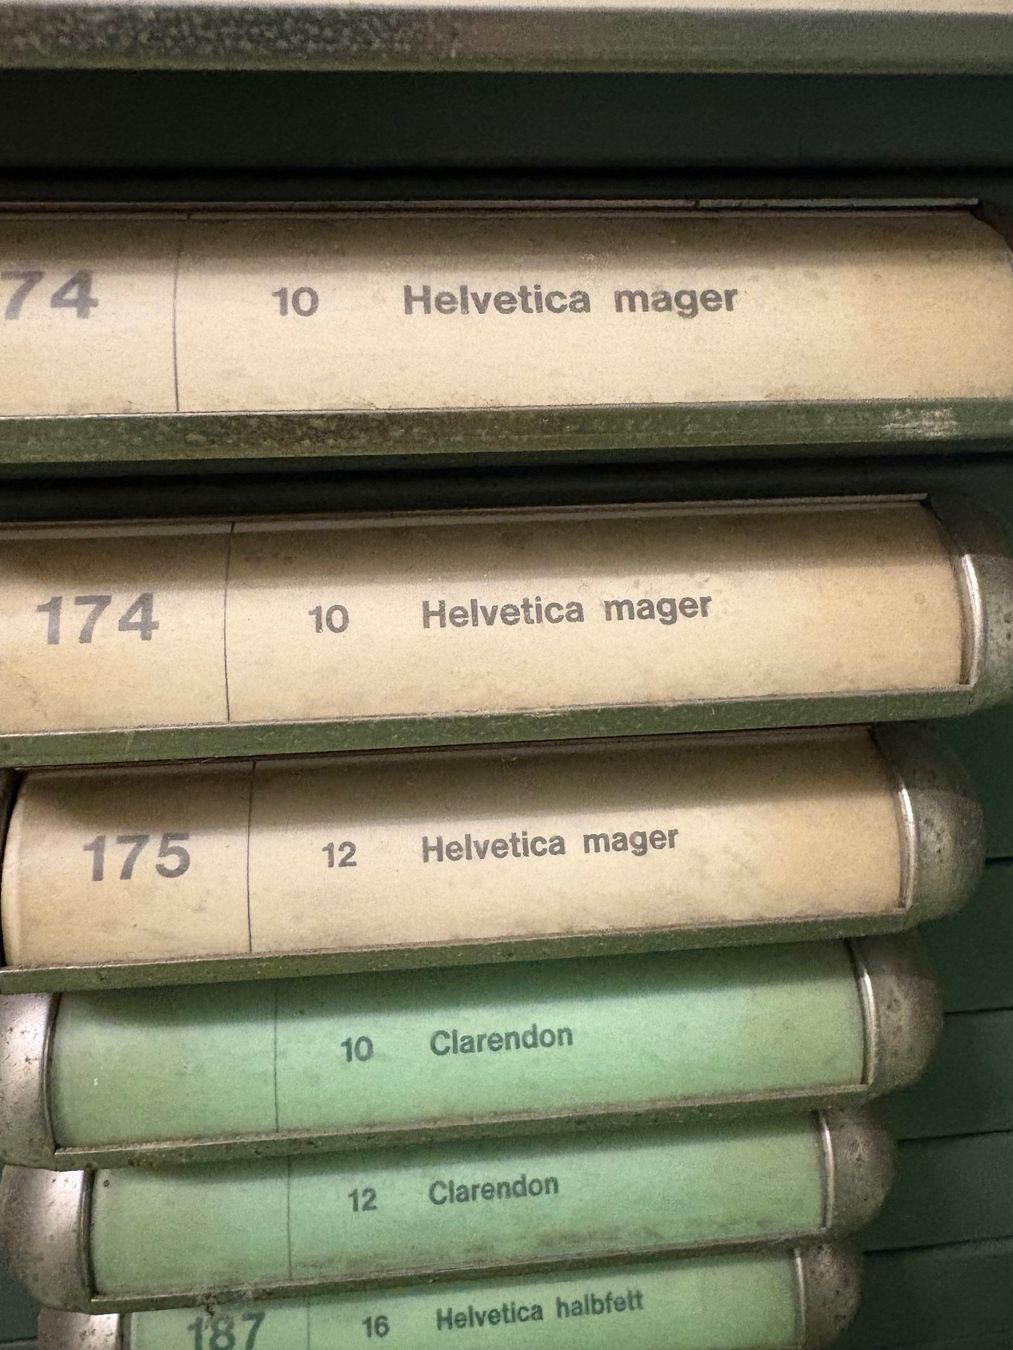 74 10 Helvetica mager
174 10 Helvetica mager
175 12 Helvetica mager
10 Clarendon
12 Clarendon
187 16 Helvetica halbfett